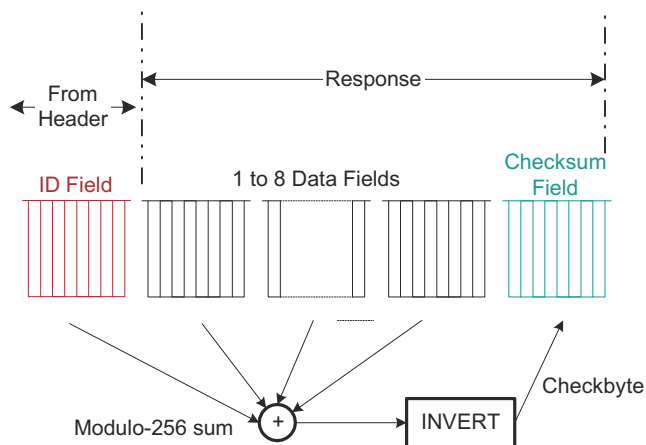 Response
From
Header
ID Field
1 to 8 Data Fields
Checksum
Field
Checkbyte
Modulo-256 sum
+
INVERT